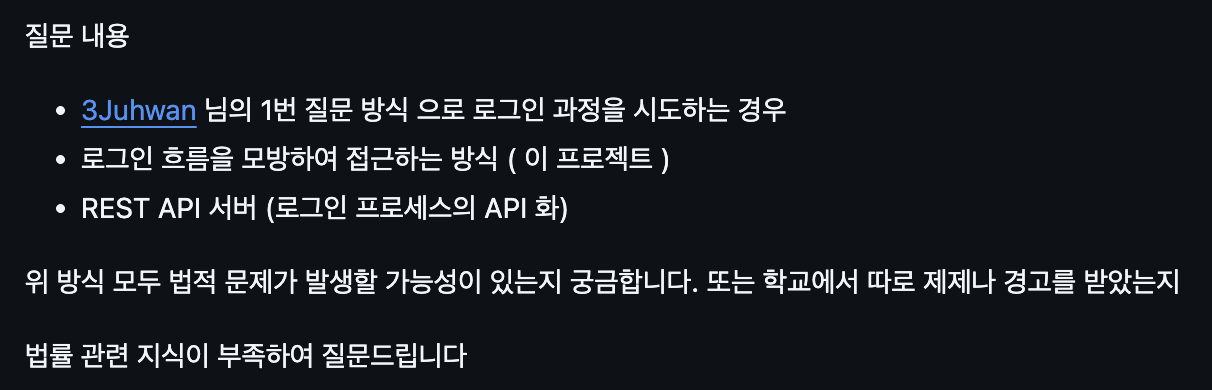 질문 내용
• 3Juhwan 님의 1번 질문 방식 으로 로그인 과정을 시도하는 경우
• 로그인 흐름을 모방하여 접근하는 방식 ( 이 프로젝트 )
• REST API 서버 (로그인 프로세스의 API 화)
위 방식 모두 법적 문제가 발생할 가능성이 있는지 궁금합니다. 또는 학교에서 따로 제제나 경고를 받았는지
법률 관련 지식이 부족하여 질문드립니다